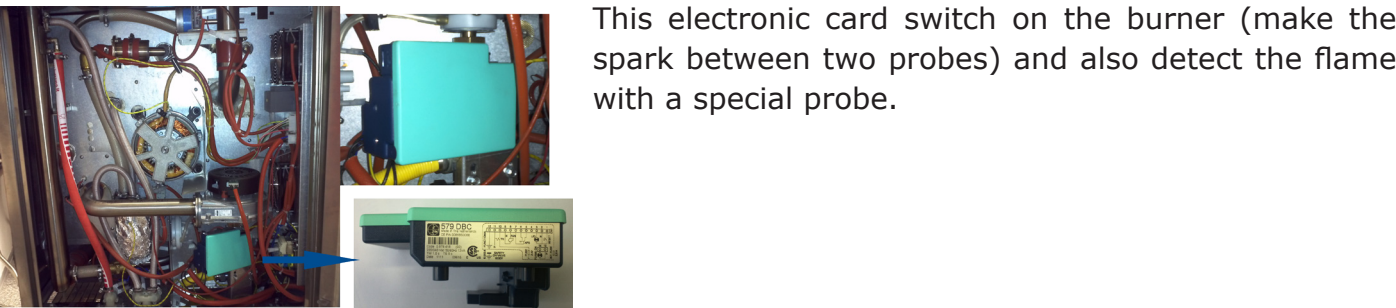 This electronic card switch on the burner (make the
spark between two probes) and also detect the flame
with a special probe.
579 DBC